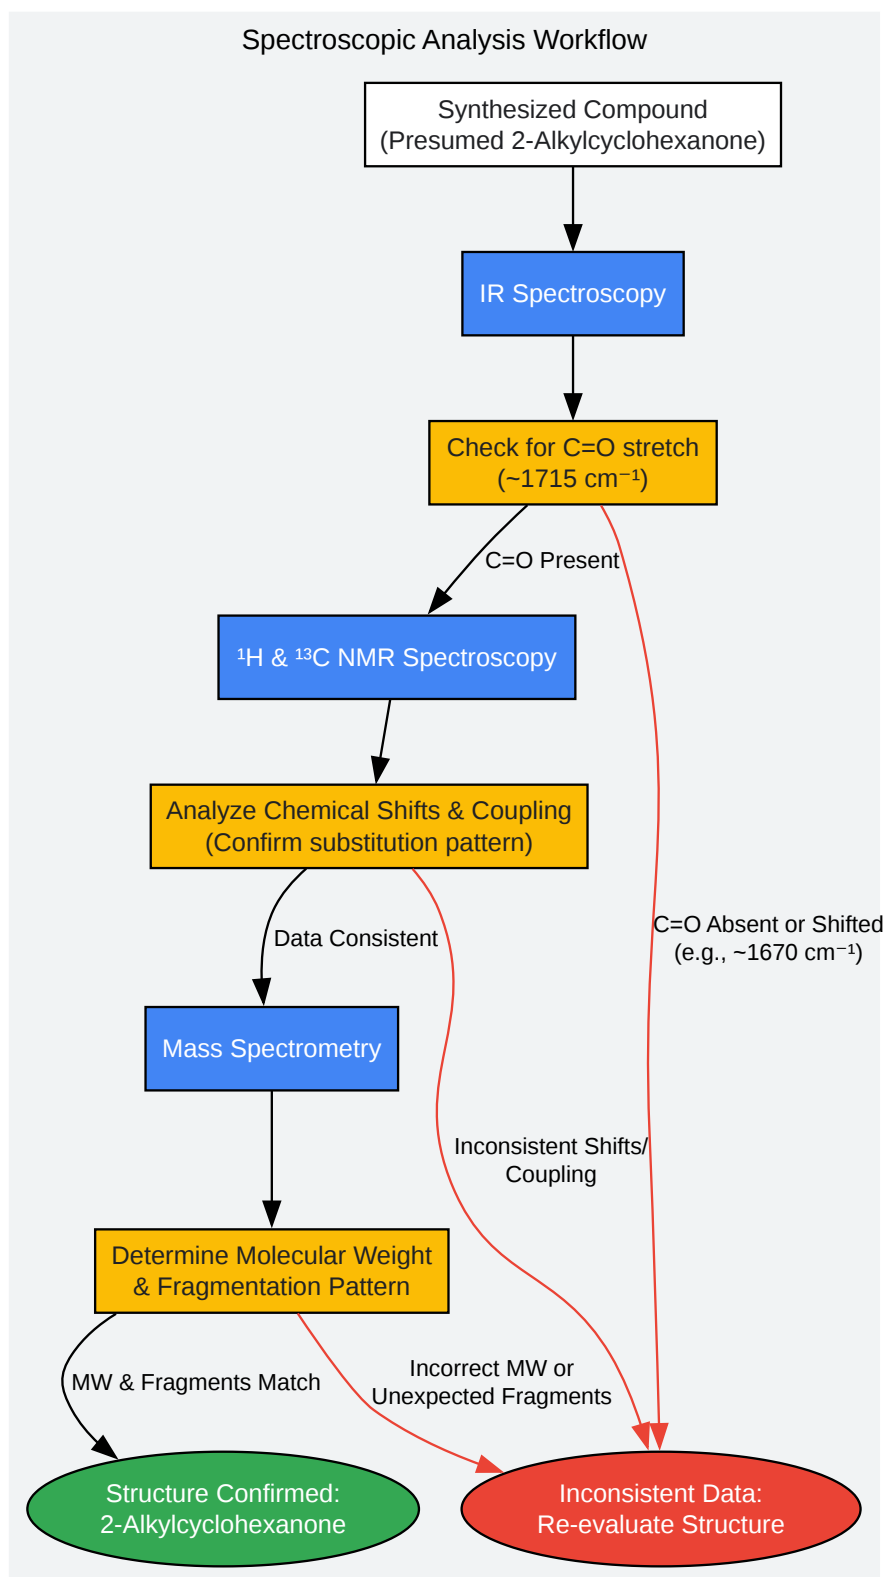 Spectroscopic Analysis Workflow
Synthesized Compound
(Presumed 2-Alkylcyclohexanone)
IR Spectroscopy
Check for C=O stretch
(~1715 cm⁻¹)
C=O Present
¹H & ¹³C NMR Spectroscopy
Analyze Chemical Shifts & Coupling
(Confirm substitution pattern)
C=O Absent or Shifted
(e.g., ~1670 cm⁻¹)
Data Consistent
Mass Spectrometry
Inconsistent Shifts/
Coupling
Determine Molecular Weight
& Fragmentation Pattern
MW & Fragments Match
Incorrect MW or
Unexpected Fragments
Structure Confirmed:
2-Alkylcyclohexanone
Inconsistent Data:
Re-evaluate Structure